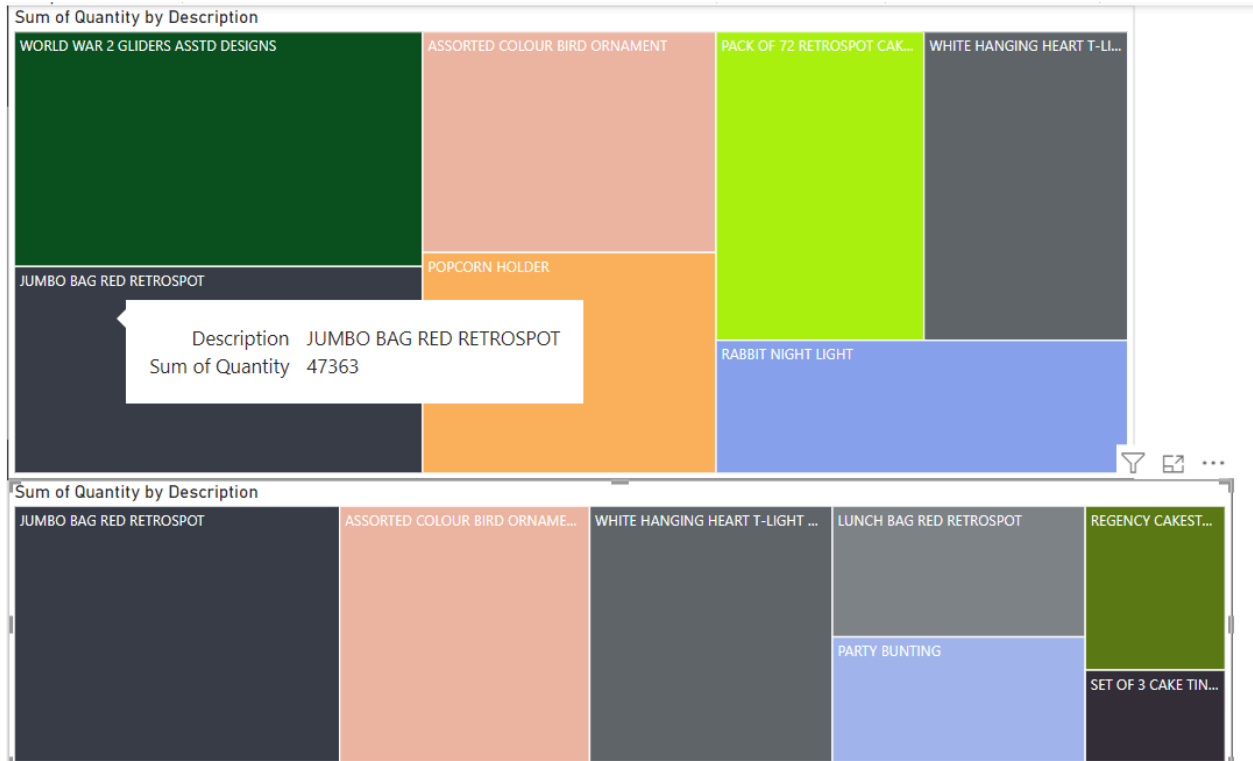 Sum of Quantity by Description
WORLD WAR 2 GLIDERS ASSTD DESIGNS
ASSORTED COLOUR BIRD ORNAMENT
PACK OF 72 RETROSPOT CAK...
WHITE HANGING HEART T-LI...
JUMBO BAG RED RETROSPOT
POPCORN HOLDER
Description JUMBO BAG RED RETROSPOT
Sum of Quantity 47363
RABBIT NIGHT LIGHT
Sum of Quantity by Description
JUMBO BAG RED RETROSPOT
ASSORTED COLOUR BIRD ORNAME...
WHITE HANGING HEART T-LIGHT ...
LUNCH BAG RED RETROSPOT
REGENCY CAKEST...
PARTY BUNTING
SET OF 3 CAKE TIN...